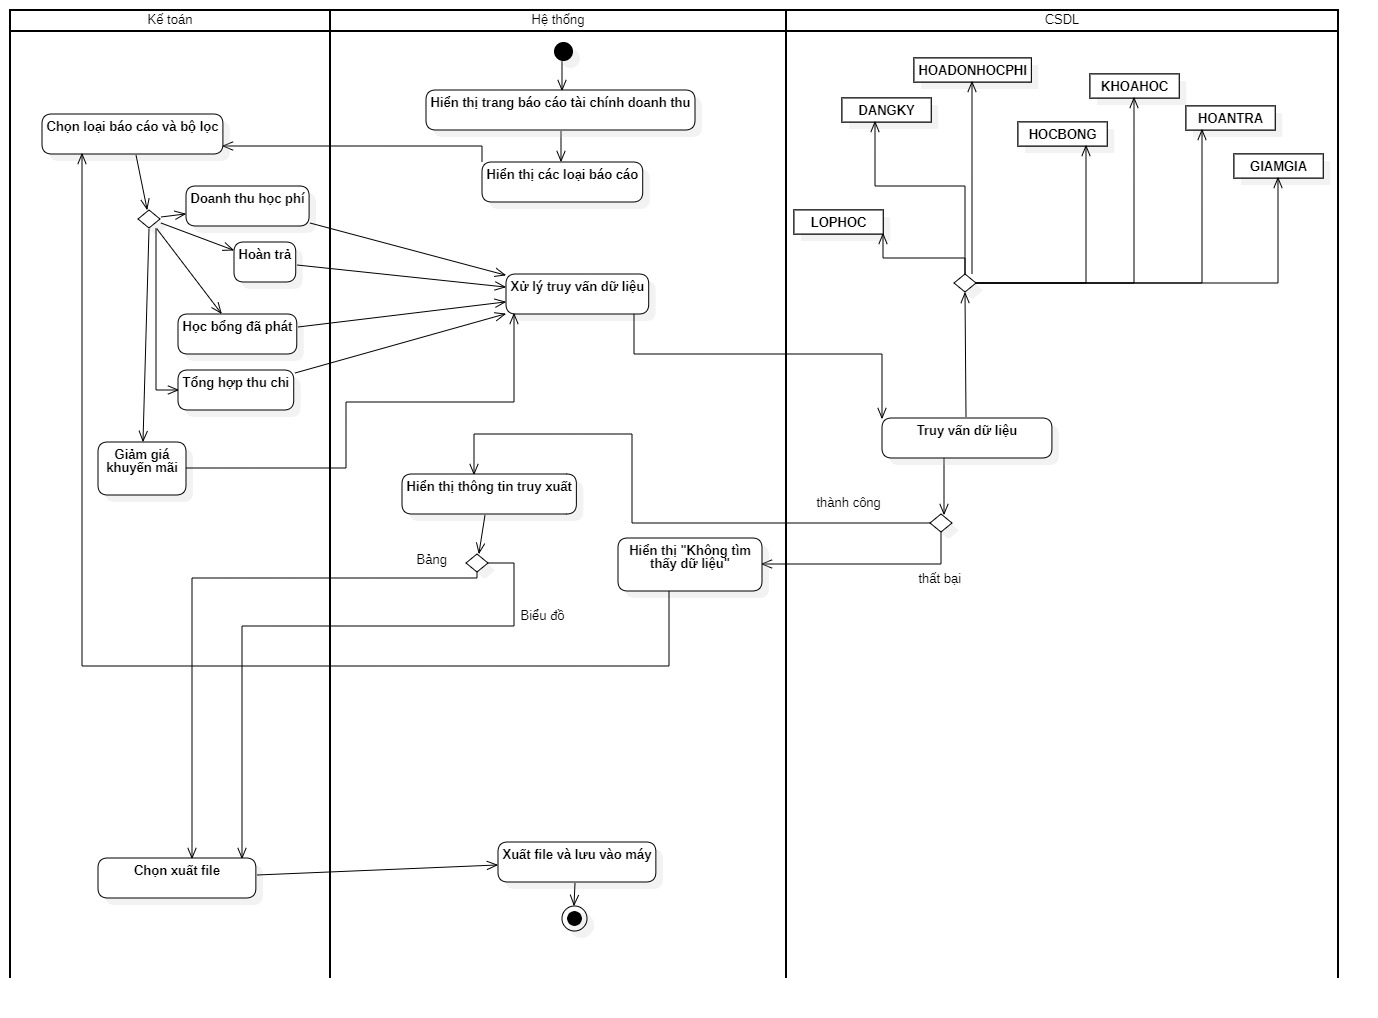 Kế toán
Hệ thống
CSDL
HOADONHOCPHI
KHOAHOC
DANGKY
HOANTRA
HOCBONG
GIAMGIA
LOPHOC
Hiển thị trang báo cáo tài chính doanh thu
Chọn loại báo cáo và bộ lọc
Hiển thị các loại báo cáo
Doanh thu học phí
Hoàn trả
Xử lý truy vấn dữ liệu
Học bổng đã phát
Tổng hợp thu chi
Giảm giá
khuyến mãi
Truy vấn dữ liệu
Hiển thị thông tin truy xuất
thành công
Hiển thị "Không tìm
thấy dữ liệu"
thất bại
Bảng
Biểu đồ
Chọn xuất file
Xuất file và lưu vào máy